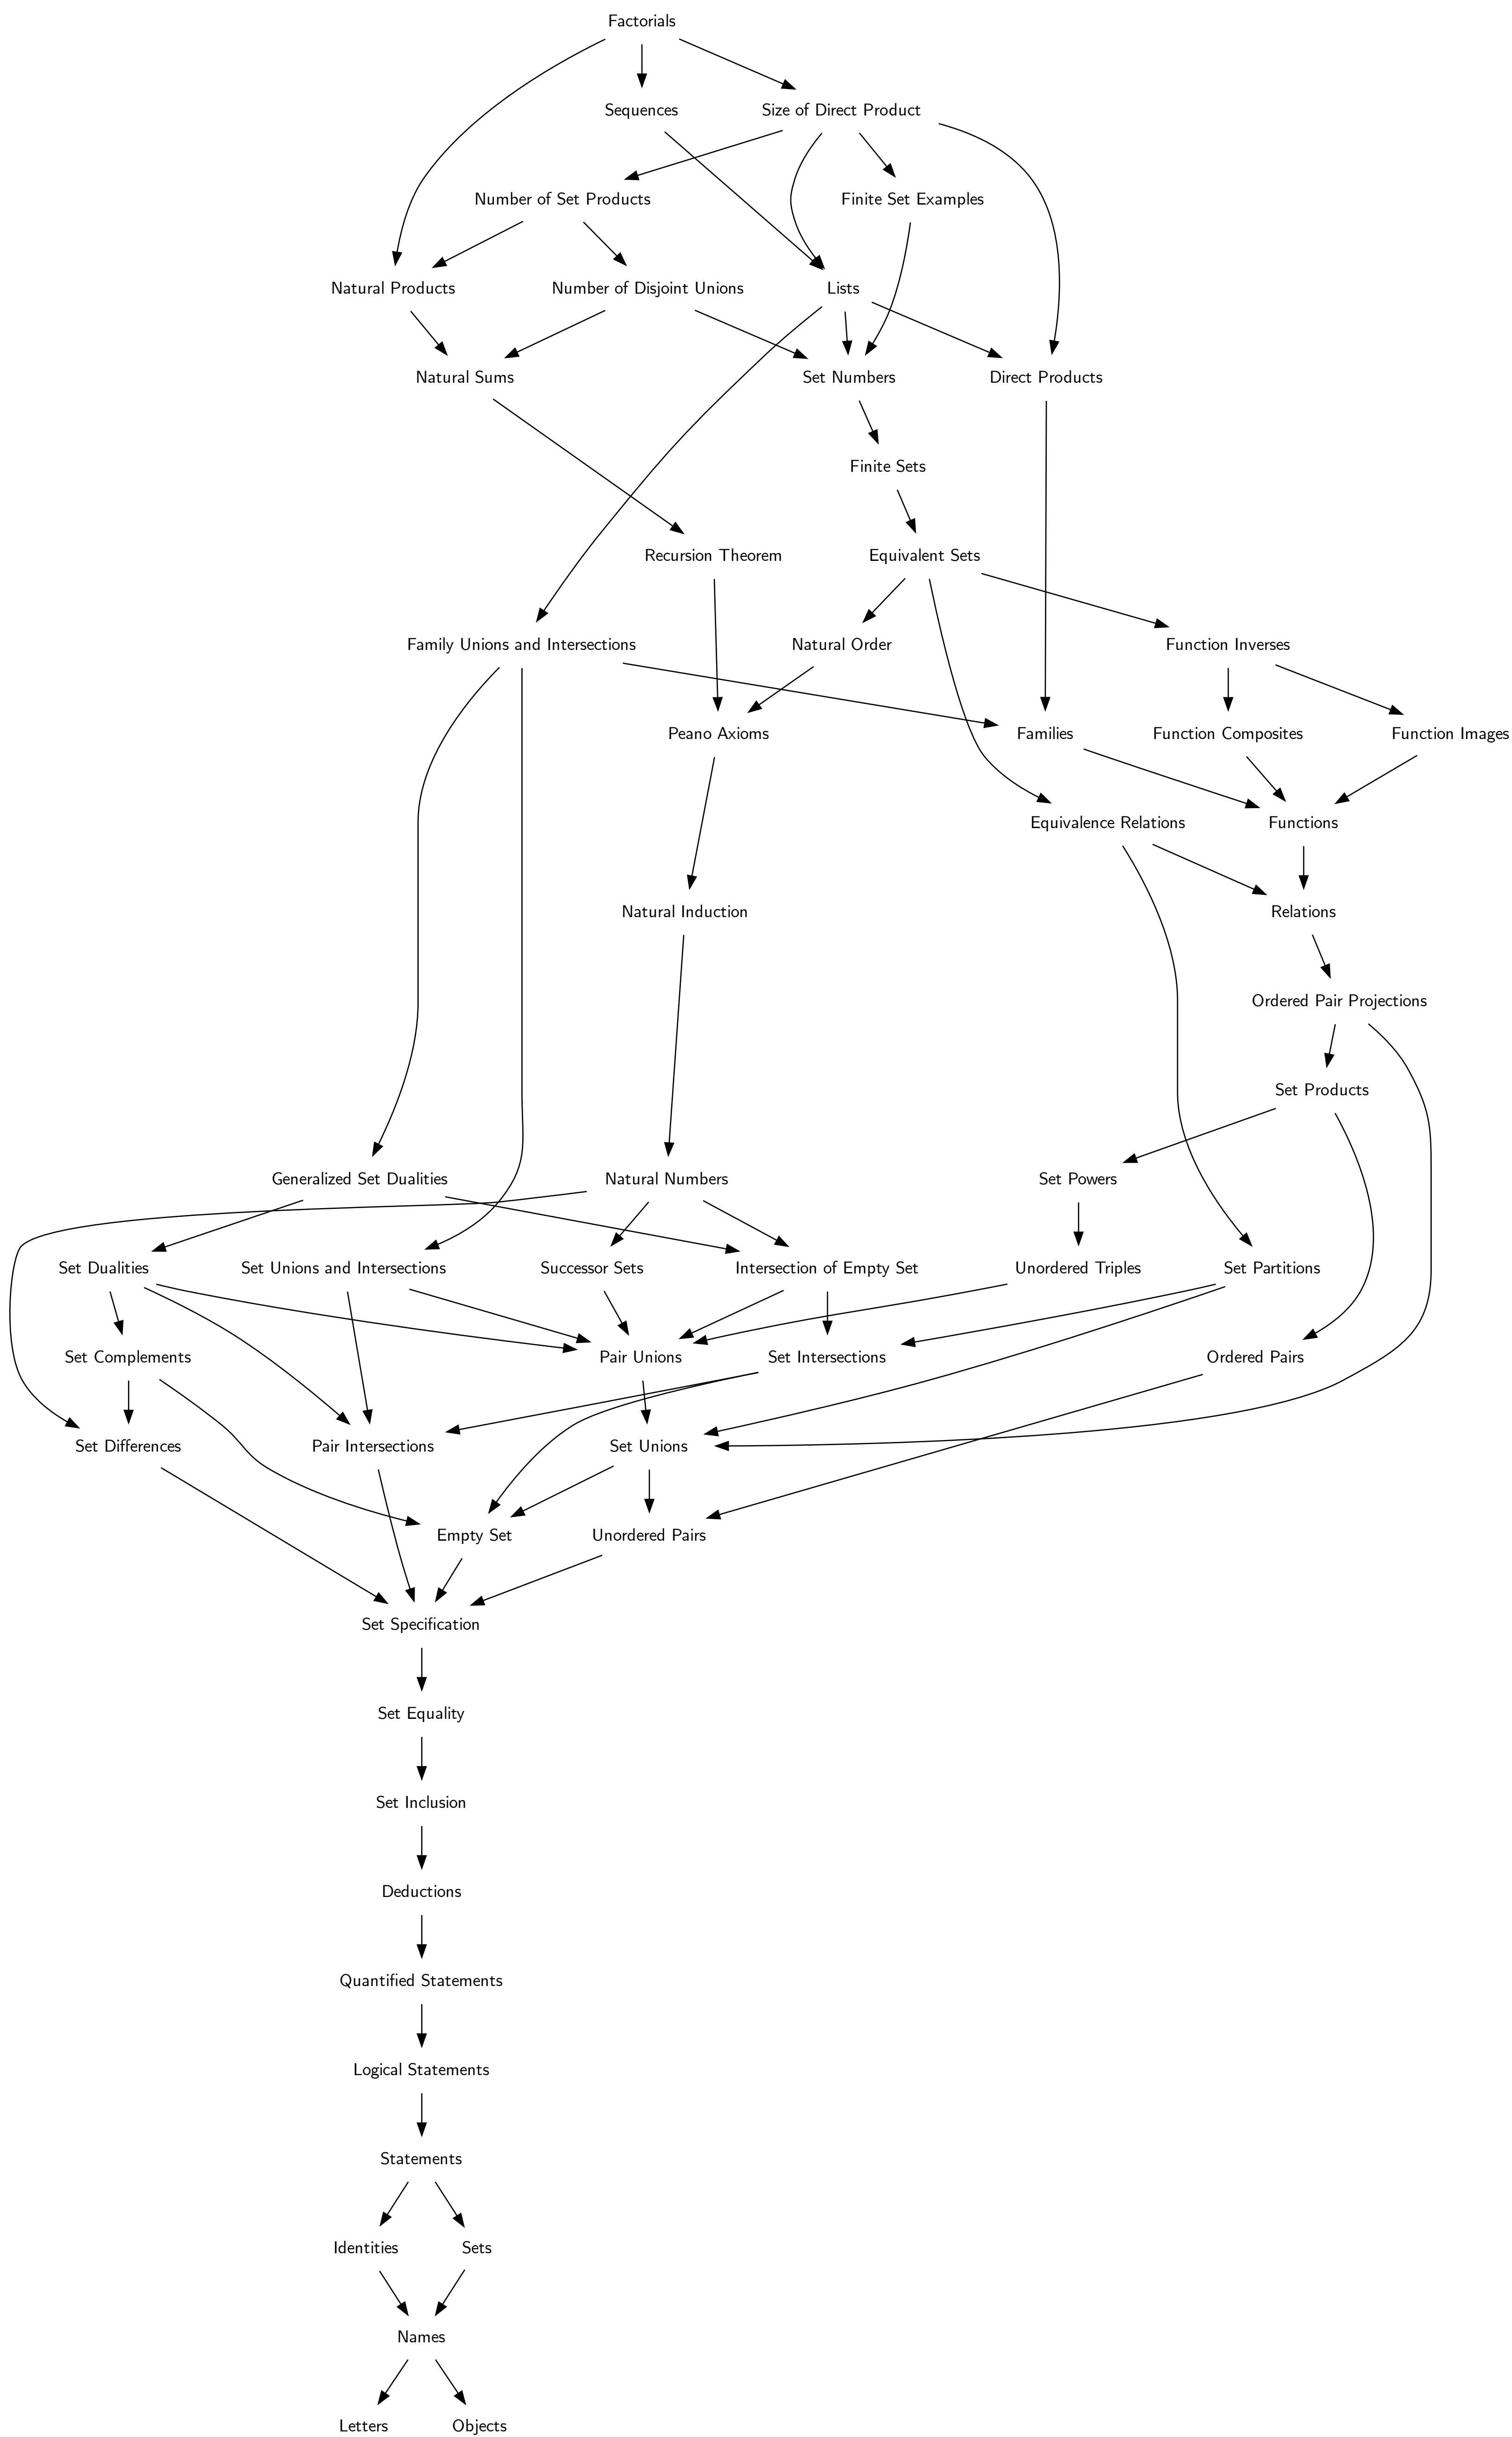 Factorials
Sequences
Size of Direct Product
Number of Set Products
Finite Set Examples
Natural Products
Number of Disjoint Unions
Lists
Natural Sums
Set Numbers
Direct Products
Finite Sets
Recursion Theorem
Equivalent Sets
Family Unions and Intersections
Natural Order
Function Inverses
Peano Axioms
Families
Function Composites
Function Images
Equivalence Relations
Functions
Natural Induction
Relations
Ordered Pair Projections
Set Products
Generalized Set Dualities
Natural Numbers
Set Powers
Set Dualities
Set Unions and Intersections
Successor Sets
Intersection of Empty Set
Unordered Triples
Set Partitions
Set Complements
Pair Unions
Set Intersections
Ordered Pairs
Set Differences
Pair Intersections
Set Unions
Empty Set
Unordered Pairs
Set Specification
Set Equality
Set Inclusion
Deductions
Quantified Statements
Logical Statements
Statements
Identities
Sets
Names
Letters
Objects